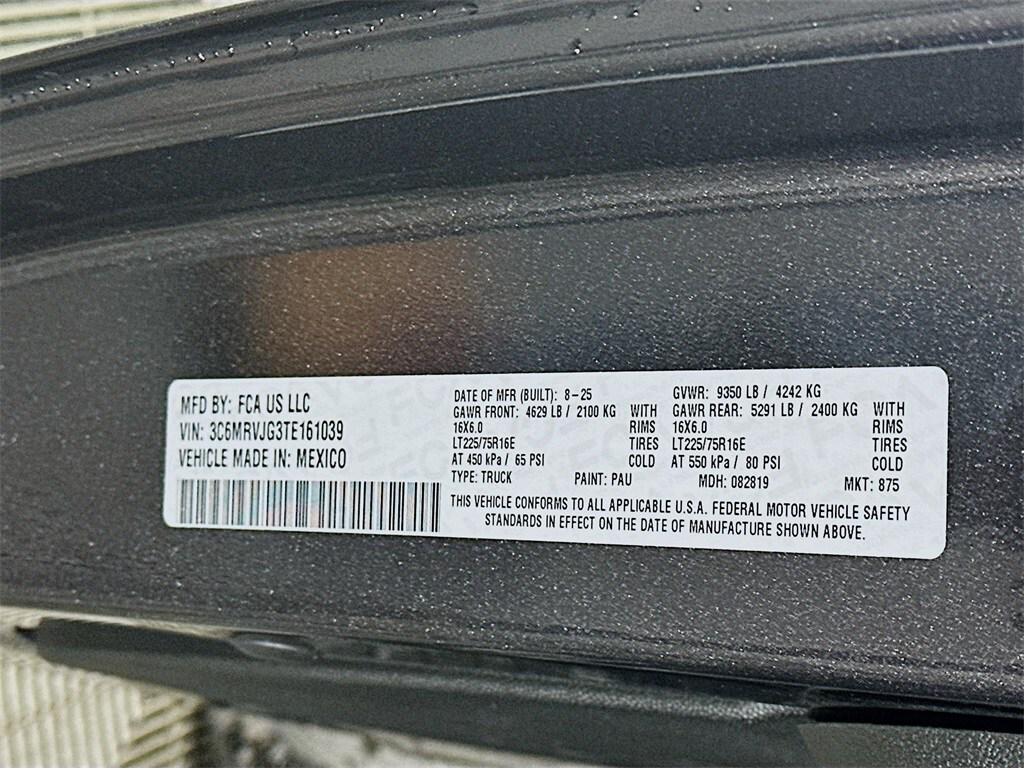 MFD BY: FCA US LLC
VIN: 3C6MRVJG3TE161039
VEHICLE MADE IN: MEXICO
DATE OF MFR (BUILT): 8-25
GAWR FRONT: 4629 LB / 2100 KG WITH
16X6.0 RIMS
LT225/75R16E TIRES
AT 450 kPa / 65 PSI COLD
TYPE: TRUCK PAINT: PAU
GVWR: 9350 LB / 4242 KG
GAWR REAR: 5291 LB / 2400 KG WITH
16X6.0 RIMS
LT225/75R16E TIRES
AT 550 kPa / 80 PSI COLD
MDH: 082819 MKT: 875
THIS VEHICLE CONFORMS TO ALL APPLICABLE U.S.A. FEDERAL MOTOR VEHICLE SAFETY
STANDARDS IN EFFECT ON THE DATE OF MANUFACTURE SHOWN ABOVE.